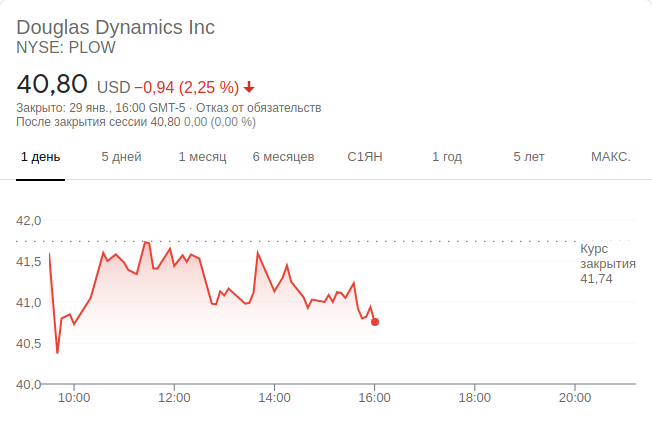 Douglas Dynamics Inc
NYSE: PLOW
40,80 USD −0,94 (2,25 %)
Закрыто: 29 янв., 16:00 GMT-5 · Отказ от обязательств
После закрытия сессии 40,80 0,00 (0,00 %)
1 день 5 дней 1 месяц 6 месяцев С1ЯН 1 год 5 лет МАКС.
42,0
Курс
закрытия
41,74
41,5
41,0
40,5
40,0
10:00 12:00 14:00 16:00 18:00 20:00